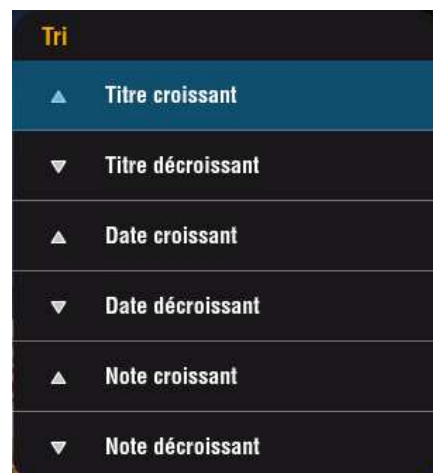 Tri
Titre croissant
Titre décroissant
Date croissant
Date décroissant
Note croissant
Note décroissant